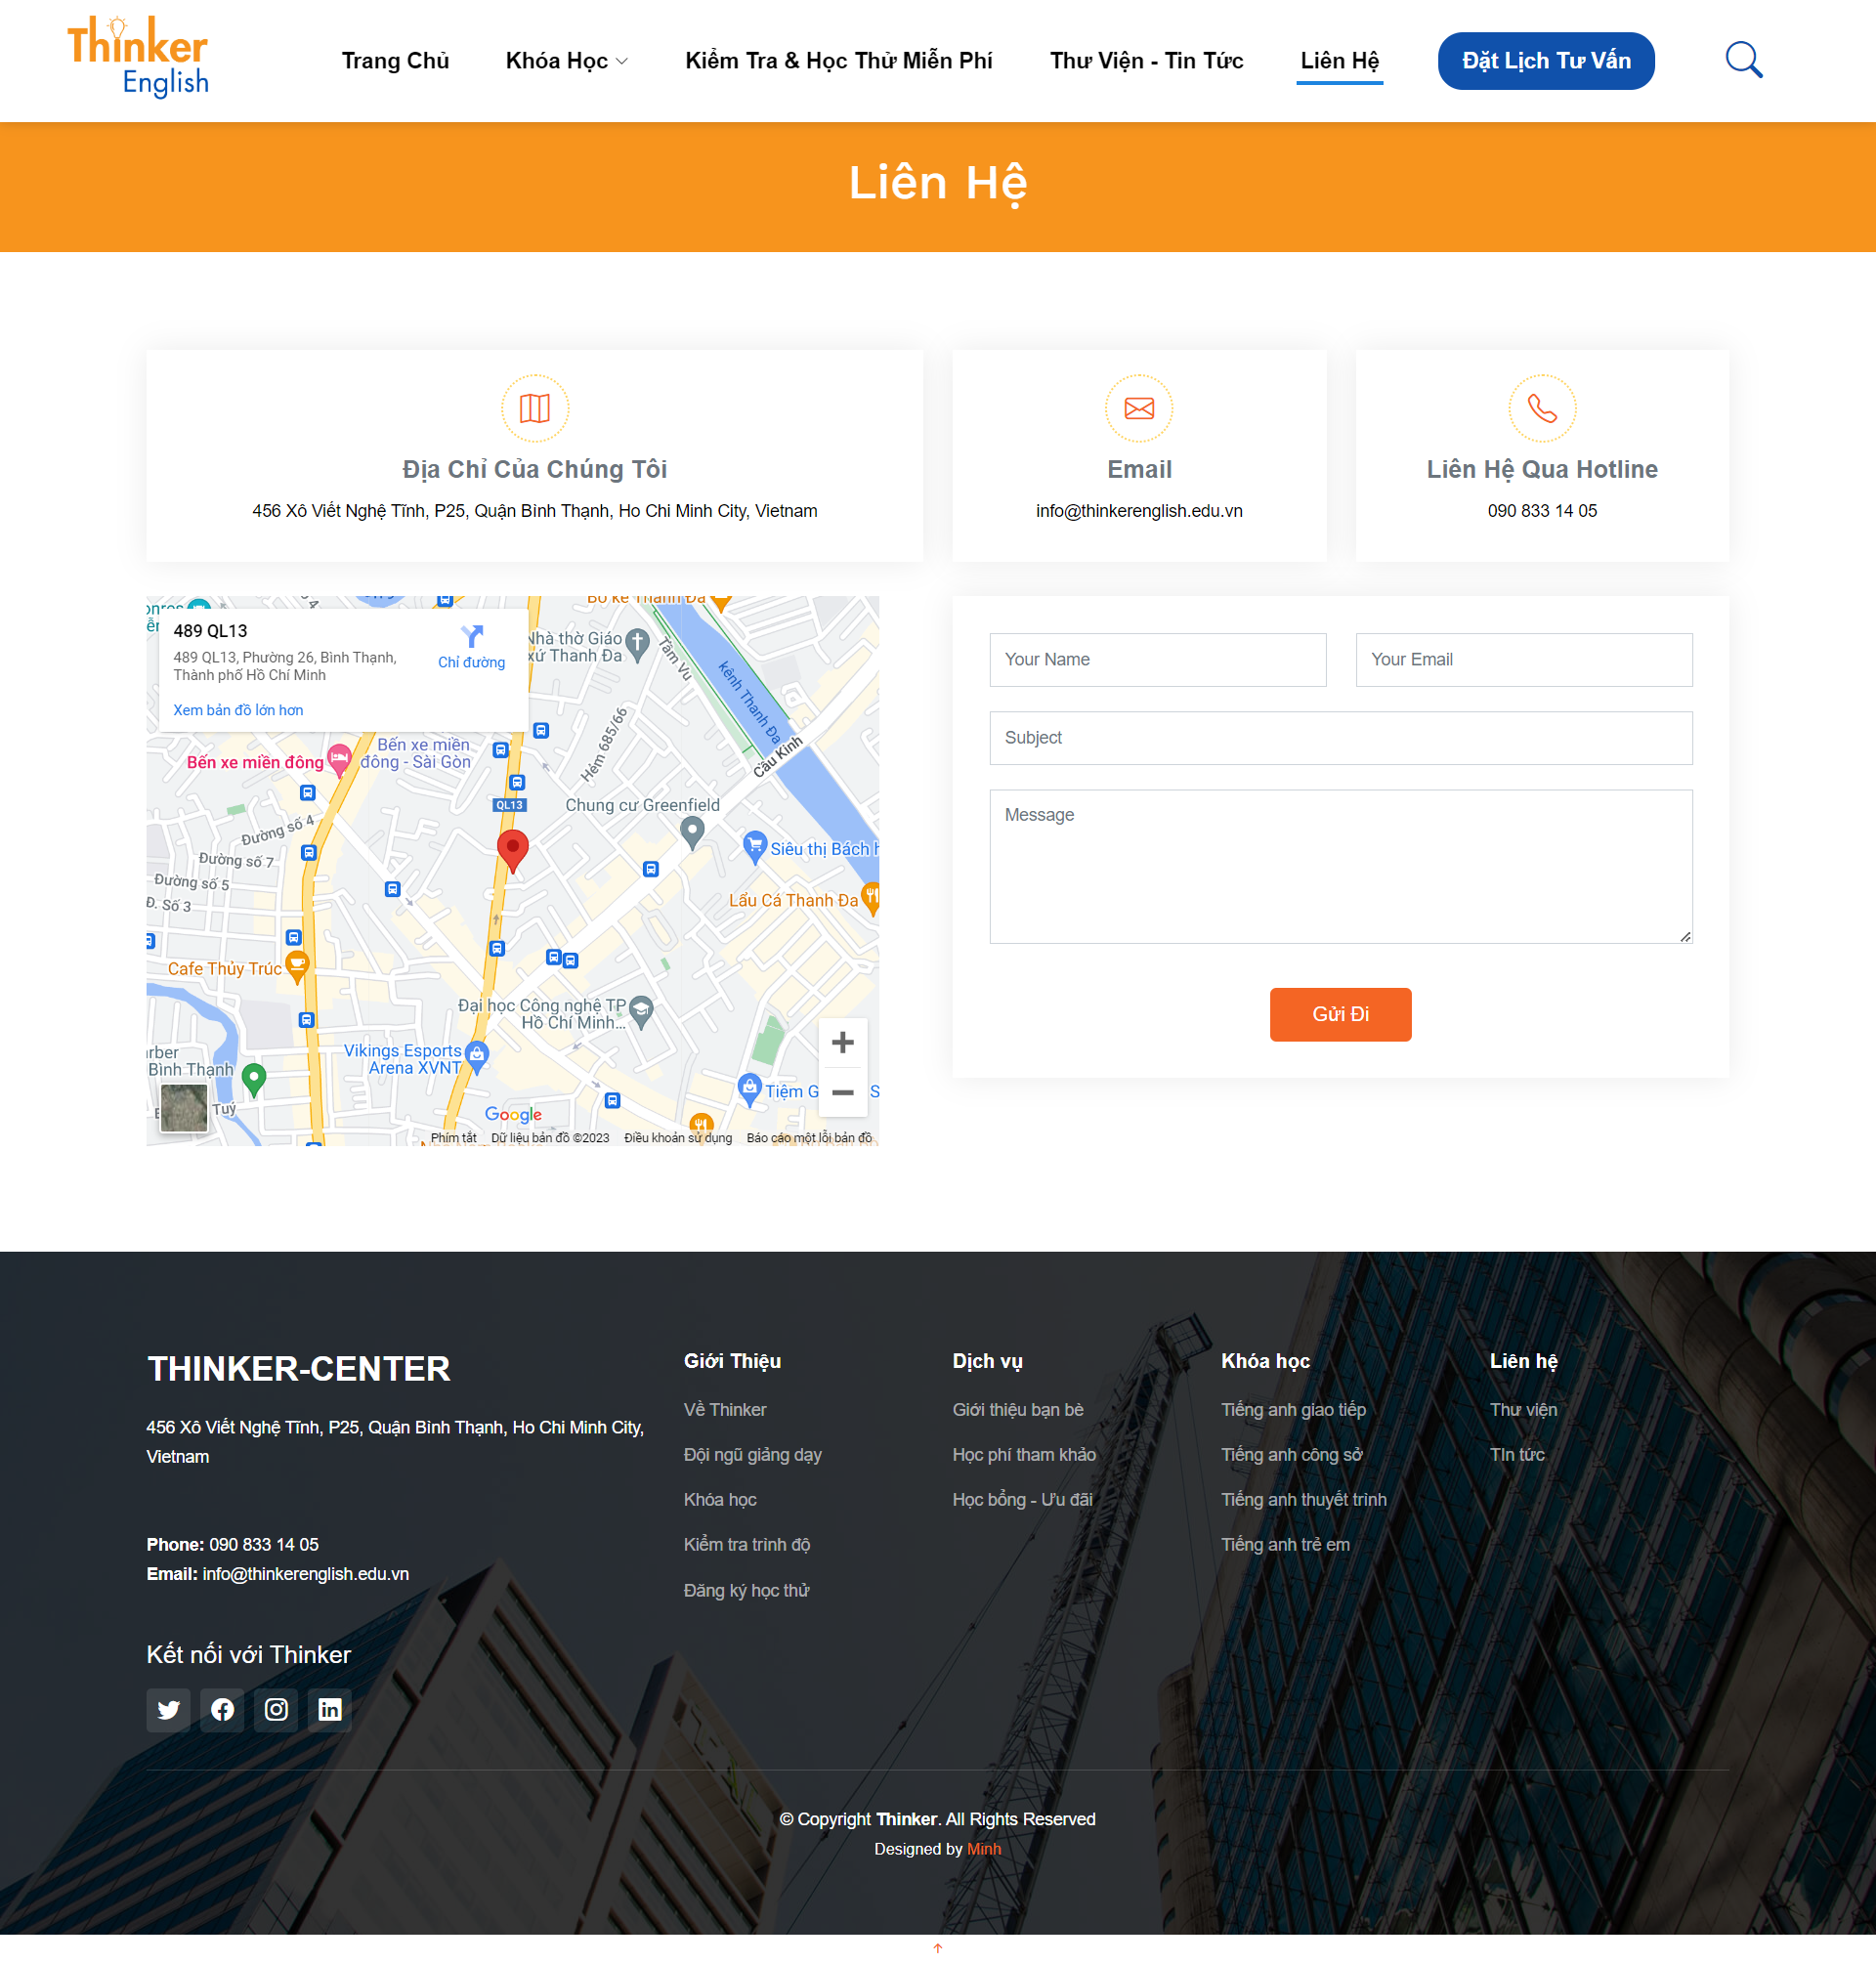 Thinker
English
Trang Chủ
Khóa Học
Kiểm Tra & Học Thử Miễn Phí
Thư Viện - Tin Tức
Liên Hệ
Đặt Lịch Tư Vấn
Liên Hệ
Địa Chỉ Của Chúng Tôi
456 Xô Viết Nghệ Tĩnh, P25, Quận Bình Thạnh, Ho Chi Minh City, Vietnam
Email
info@thinkerenglish.edu.vn
Liên Hệ Qua Hotline
090 833 14 05
489 QL13
489 QL13, Phường 26, Bình Thạnh,
Thành phố Hồ Chí Minh
Chỉ đường
Xem bản đồ lớn hơn
Nhà thờ Giáo
xứ Thanh Đa
Tầm Vu
kênh Thanh Đa
Cầu Kinh
Hẻm 685/66
Bến xe miền đông
Bến xe miền
đông - Sài Gòn
QL13
Chung cư Greenfield
Đường số 4
Đường số 7
Đường số 5
Đ. Số 3
Siêu thị Bách
Lẩu Cá Thanh Đa
Cafe Thủy Trúc
Đại học Công nghệ TP
Hồ Chí Minh...
Vikings Esports
Arena XVNT
Bình Thạnh
Tuý
Tiệm
Google
Phím tắt
Dữ liệu bản đồ ©2023
Điều khoản sử dụng
Báo cáo một lỗi bản đồ
Your Name
Your Email
Subject
Message
Gửi Đi
THINKER-CENTER
456 Xô Viết Nghệ Tĩnh, P25, Quận Bình Thạnh, Ho Chi Minh City,
Vietnam
Phone: 090 833 14 05
Email: info@thinkerenglish.edu.vn
Kết nối với Thinker
Giới Thiệu
Về Thinker
Đội ngũ giảng dạy
Khóa học
Kiểm tra trình độ
Đăng ký học thử
Dịch vụ
Giới thiệu bạn bè
Học phí tham khảo
Học bổng - Ưu đãi
Khóa học
Tiếng anh giao tiếp
Tiếng anh công sở
Tiếng anh thuyết trình
Tiếng anh trẻ em
Liên hệ
Thư viện
TIn tức
© Copyright Thinker. All Rights Reserved
Designed by Minh